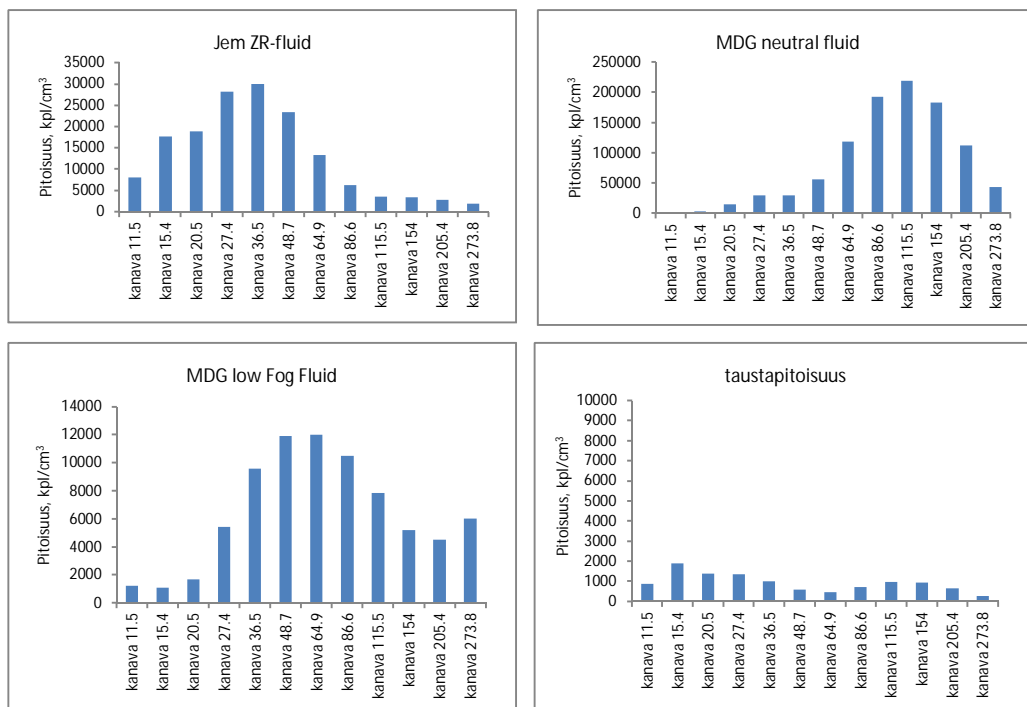 Jem ZR-fluid
Pitoisuus, kpl/cm³
35000
30000
25000
20000
15000
10000
5000
0
kanava 11.5
kanava 15.4
kanava 20.5
kanava 27.4
kanava 36.5
kanava 48.7
kanava 64.9
kanava 86.6
kanava 115.5
kanava 154
kanava 205.4
kanava 273.8
MDG neutral fluid
Pitoisuus, kpl/cm³
250000
200000
150000
100000
50000
0
kanava 11.5
kanava 15.4
kanava 20.5
kanava 27.4
kanava 36.5
kanava 48.7
kanava 64.9
kanava 86.6
kanava 115.5
kanava 154
kanava 205.4
kanava 273.8
MDG low Fog Fluid
Pitoisuus, kpl/cm³
14000
12000
10000
8000
6000
4000
2000
0
kanava 11.5
kanava 15.4
kanava 20.5
kanava 27.4
kanava 36.5
kanava 48.7
kanava 64.9
kanava 86.6
kanava 115.5
kanava 154
kanava 205.4
kanava 273.8
taustapitoisuus
Pitoisuus, kpl/cm³
10000
9000
8000
7000
6000
5000
4000
3000
2000
1000
0
kanava 11.5
kanava 15.4
kanava 20.5
kanava 27.4
kanava 36.5
kanava 48.7
kanava 64.9
kanava 86.6
kanava 115.5
kanava 154
kanava 205.4
kanava 273.8